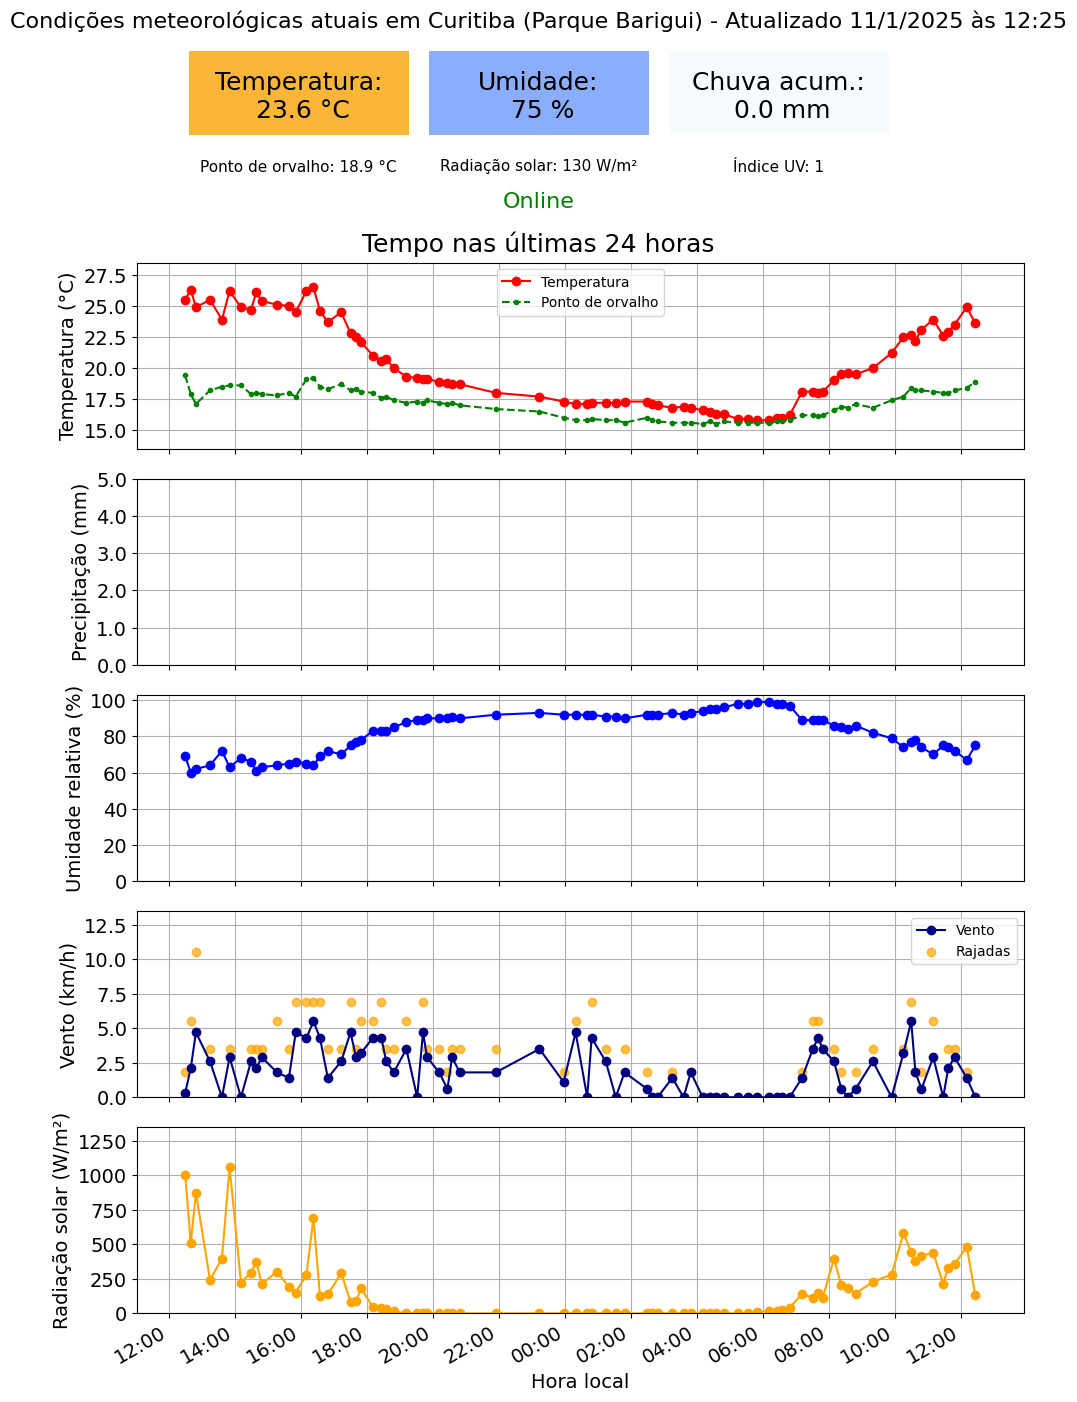 Condições meteorológicas atuais em Curitiba (Parque Barigui) - Atualizado 11/1/2025 às 12:25
Temperatura:
23.6 °C
Umidade:
75 %
Chuva acum.:
0.0 mm
Ponto de orvalho: 18.9 °C
Radiação solar: 130 W/m²
Índice UV: 1
Online
Tempo nas últimas 24 horas
Temperatura (°C)
27.5
25.0
22.5
20.0
17.5
15.0
Temperatura
Ponto de orvalho
Precipitação (mm)
5.0
4.0
3.0
2.0
1.0
0.0
Umidade relativa (%)
100
80
60
40
20
0
Vento (km/h)
12.5
10.0
7.5
5.0
2.5
0.0
Vento
Rajadas
Radiação solar (W/m²)
1250
1000
750
500
250
0
12:00
14:00
16:00
18:00
20:00
22:00
00:00
02:00
04:00
06:00
08:00
10:00
12:00
Hora local